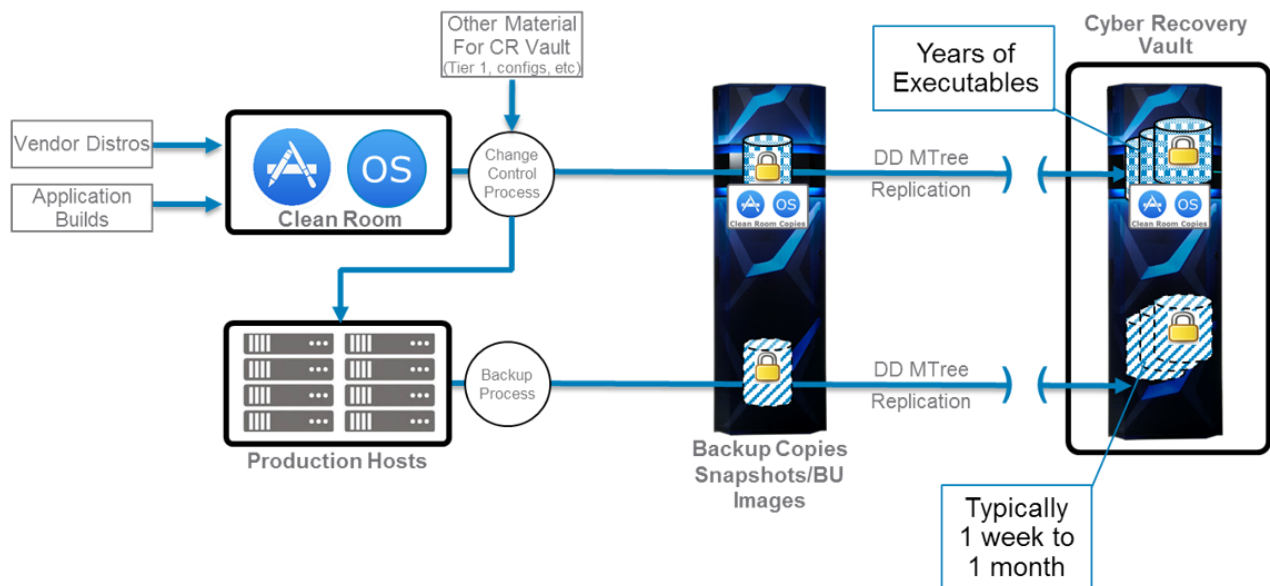 Other Material
For CR Vault
(Tier 1, configs, etc)
Cyber Recovery
Vault
Years of
Executables
Vendor Distros
Application
Builds
OS
Clean Room
Change
Control
Process
DD MTree
Replication
OS
Clean Room Copies
OS
Clean Room Copies
Production Hosts
Backup
Process
DD MTree
Replication
Backup Copies
Snapshots/BU
Images
Typically
1 week to
1 month